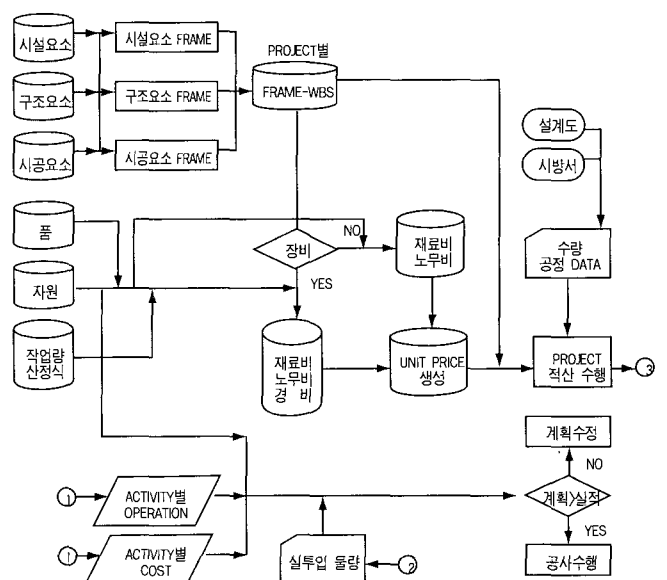 시설요소
시설요소 FRAME
PROJECT별
FRAME-WBS
구조요소
구조요소 FRAME
시공요소
시공요소 FRAME
설계도
시방서
품
NO
장비
재료비
노무비
수량
공정 DATA
자원
YES
작업량
산정식
재료비
노무비
경 비
UNIT PRICE
생성
PROJECT
적산 수행
3
계획수정
NO
1
ACTIVITY별
OPERATION
계획>실적
YES
1
ACTIVITY별
COST
실투입 물량
2
공사수행